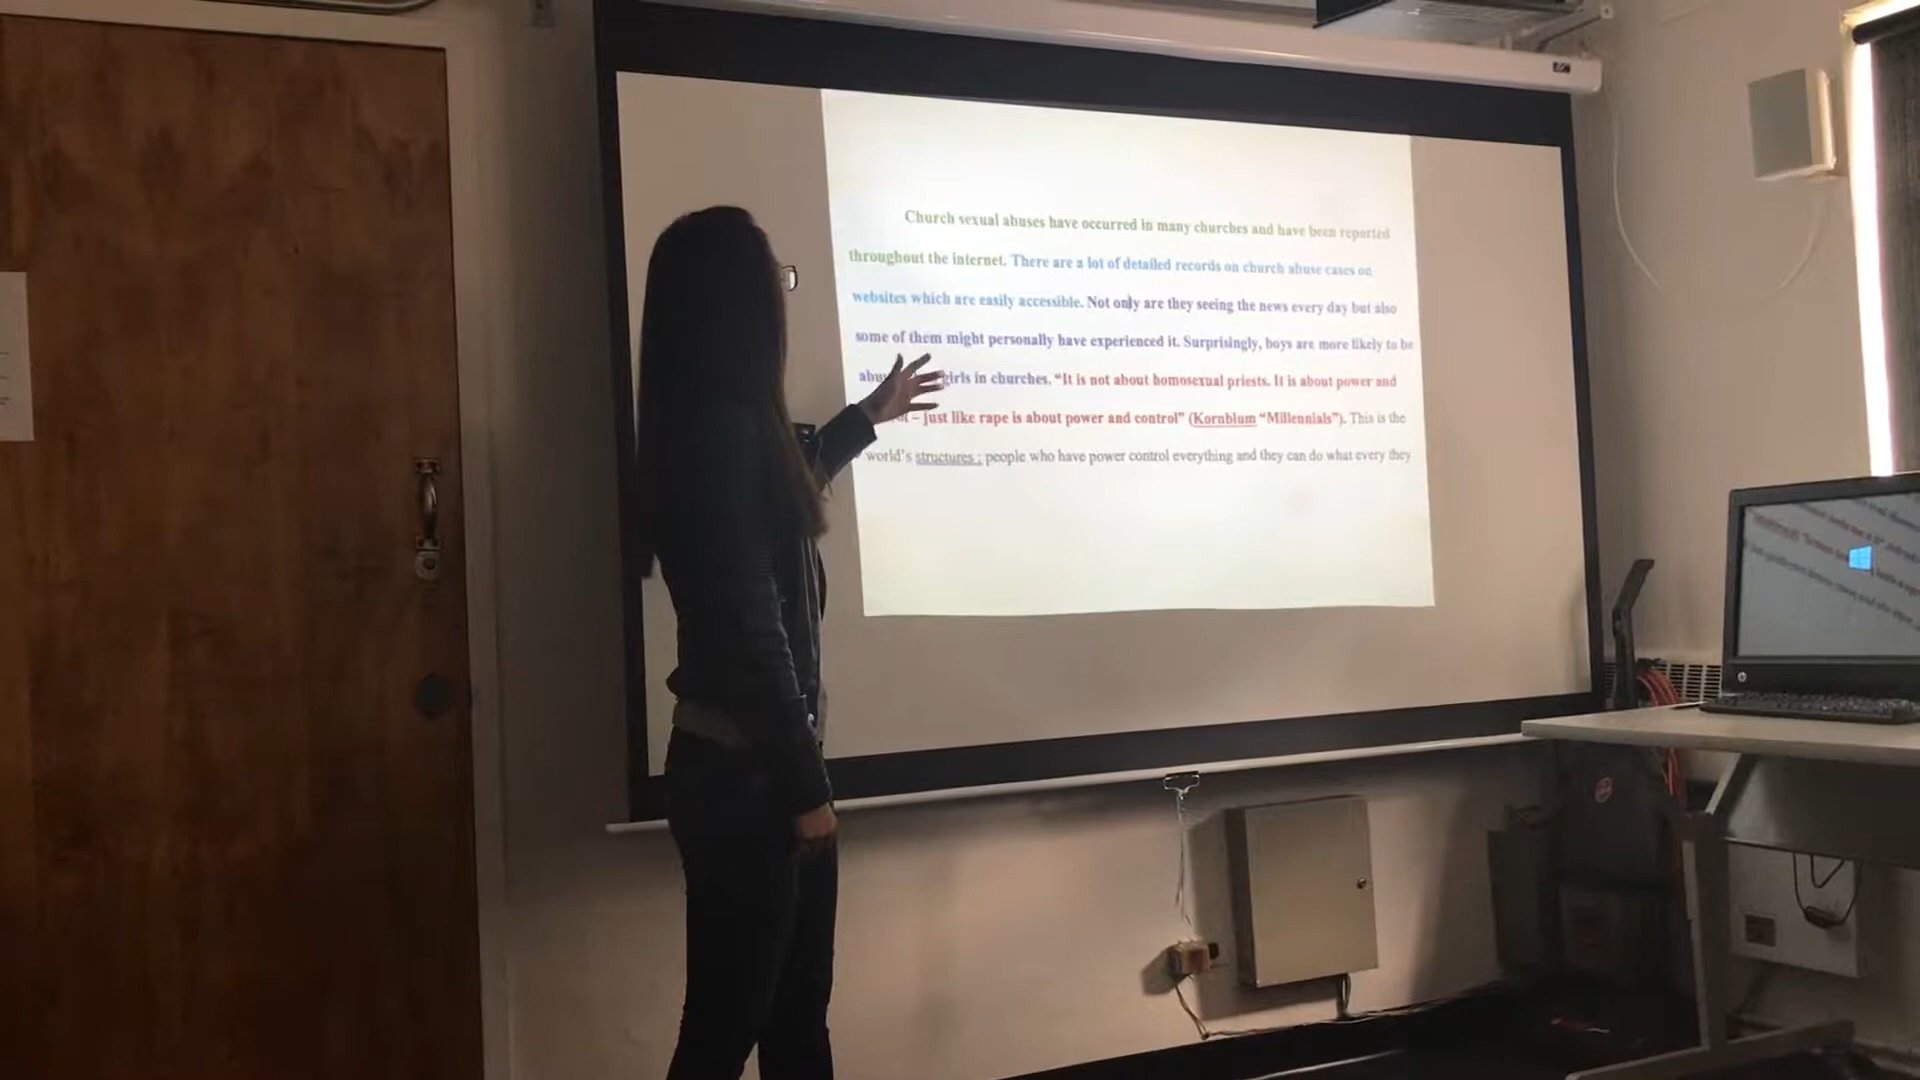 Church sexual abuses have occurred in many churches and have been reported
throughout the internet. There are a lot of detailed records on church abuse cases on
websites which are easily accessible. Not only are they seeing the news every day but also
some of them might personally have experienced it. Surprisingly, boys are more likely to be
girls in churches. “It is not about homosexual priests. It is about power and
– just like rape is about power and control” (Kornblum “Millennials”). This is the
world’s structures ; people who have power control everything and they can do what every they